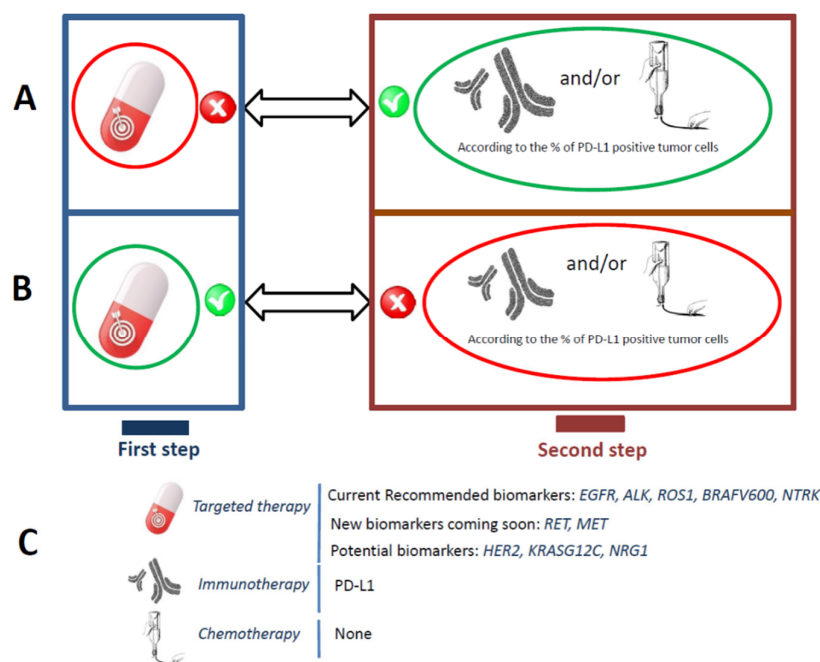 A
and/or
According to the % of PD-L1 positive tumor cells
B
and/or
According to the % of PD-L1 positive tumor cells
First step
Second step
C
Targeted therapy
Current Recommended biomarkers: EGFR, ALK, ROS1, BRAFV600, NTRK
New biomarkers coming soon: RET, MET
Potential biomarkers: HER2, KRASG12C, NRG1
Immunotherapy
PD-L1
Chemotherapy
None